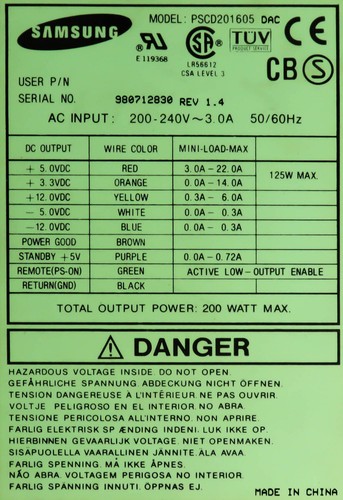 SAMSUNG
MODEL: PSCD201605 DAC
E 119368
LR56612
CSA LEVEL 3
TÜV
PRODUCT SERVICE
CE
CB S
USER P/N
SERIAL NO. 980712830 REV 1.4
AC INPUT: 200-240V~3.0A 50/60Hz
DC OUTPUT WIRE COLOR MINI-LOAD-MAX
+ 5.0VDC RED 3.0A-22.0A 125W MAX.
+ 3.3VDC ORANGE 0.0A-14.0A
+12.0VDC YELLOW 0.3A- 6.0A
- 5.0VDC WHITE 0.0A- 0.3A
-12.0VDC BLUE 0.0A- 0.3A
POWER GOOD BROWN
STANDBY +5V PURPLE 0.0A-0.72A
REMOTE(PS-ON) GREEN ACTIVE LOW-OUTPUT ENABLE
RETURN(GND) BLACK
TOTAL OUTPUT POWER: 200 WATT MAX.
DANGER
HAZARDOUS VOLTAGE INSIDE. DO NOT OPEN.
GEFÄHRLICHE SPANNUNG. ABDECKUNG NICHT ÖFFNEN.
TENSION DANGEREUSE À L'INTÉRIEUR. NE PAS OUVRIR.
VOLTJE PELIGROSO EN EL INTERIOR. NO ABRA.
TENSIONE PERICOLOSA ALL'INTERNO. NON APRIRE.
FARLIG ELEKTRISK SP ÆNDING INDENI. LUK IKKE OP.
HIERBINNEN GEVAARLIJK VOLTAGE. NIET OPENMAKEN.
SISAPUOLELLA VAARALLINEN JÄNNITE. ÄLÄ AVAA.
FARLIG SPENNING. MÅ IKKE ÅPNES.
NÃO ABRA. VOLTAGEM PERIGOSA NO INTERIOR.
FARLIG SPÄNNING INNUTI. ÖPPNAS EJ.
MADE IN CHINA